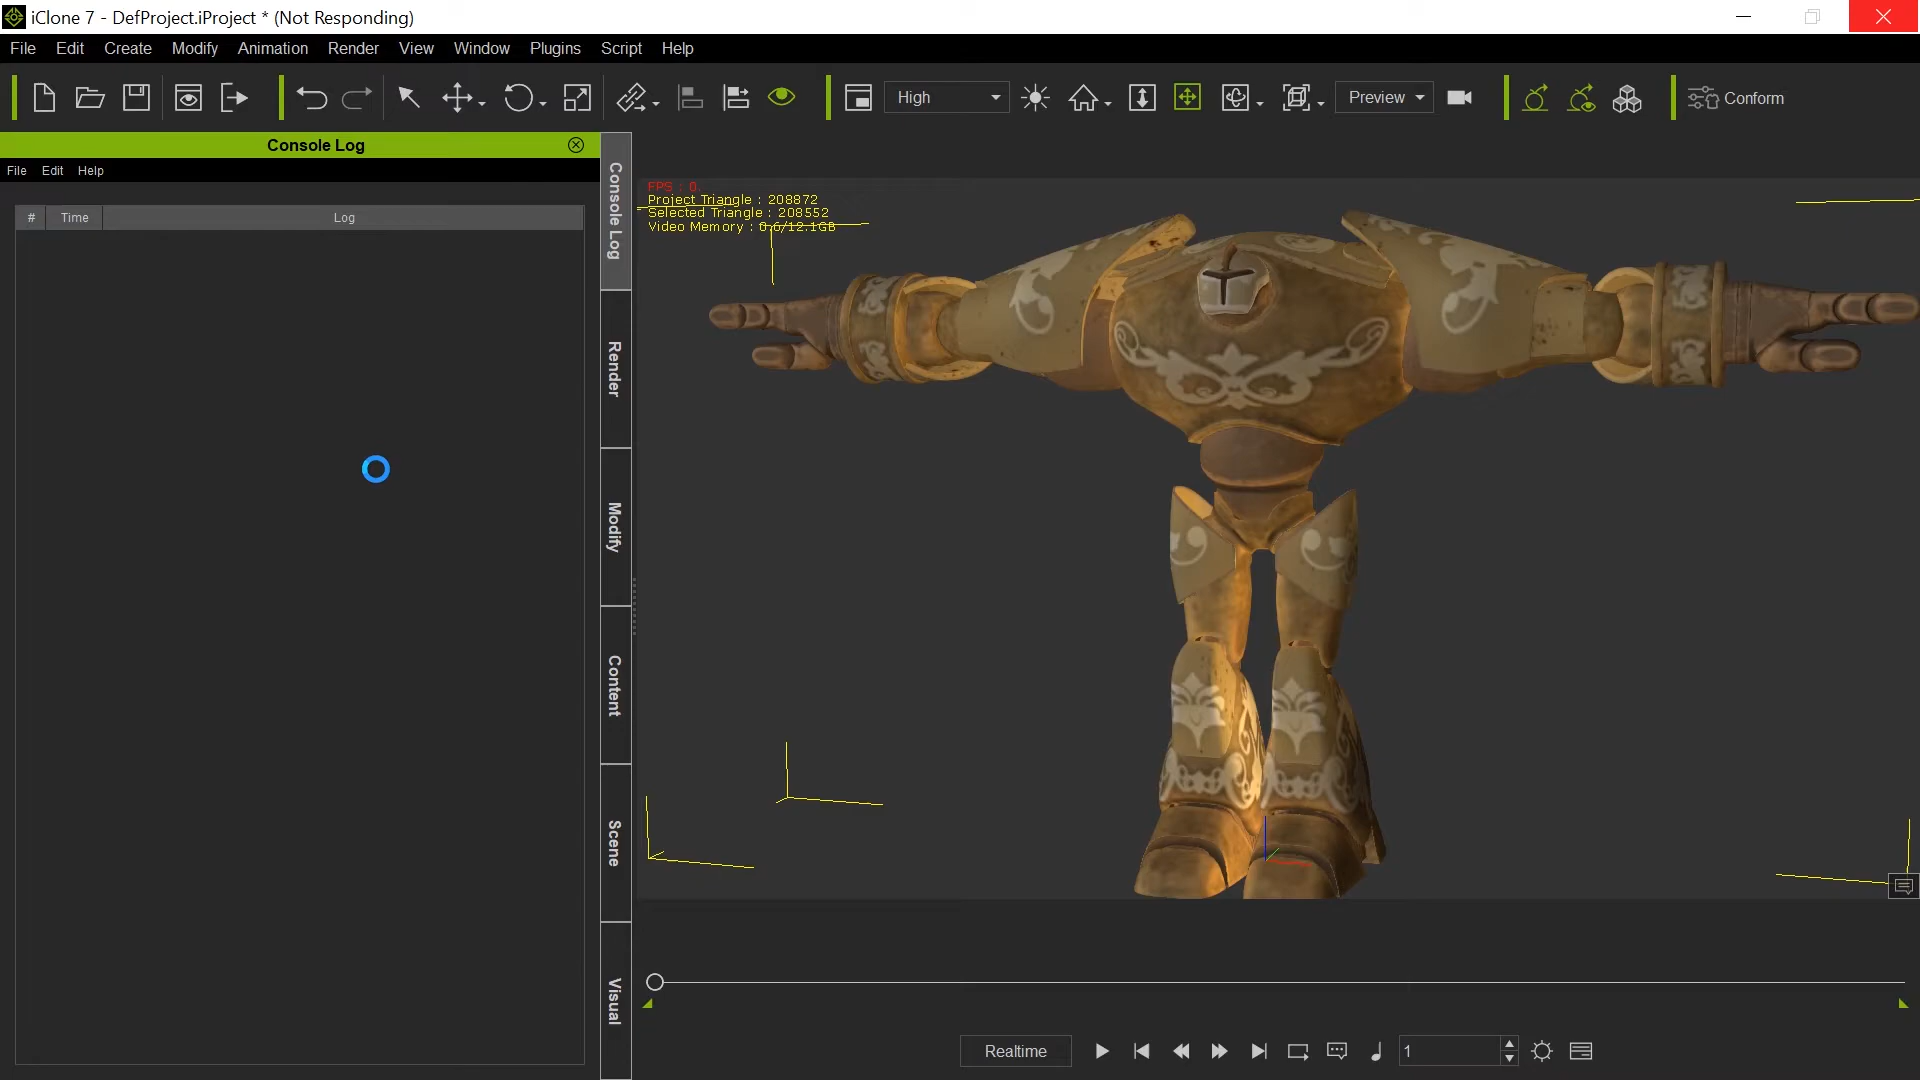 iClone 7 - DefProject.iProject * (Not Responding)
File Edit Create Modify Animation Render View Window Plugins Script Help
High Preview Conform
Console Log
File Edit Help
# Time Log
Console Log
Render
Modify
Content
Scene
Visual
FPS : 0.
Project Triangle : 208872
Selected Triangle : 208552
Video Memory : 0.6/12.1GB
Realtime 1